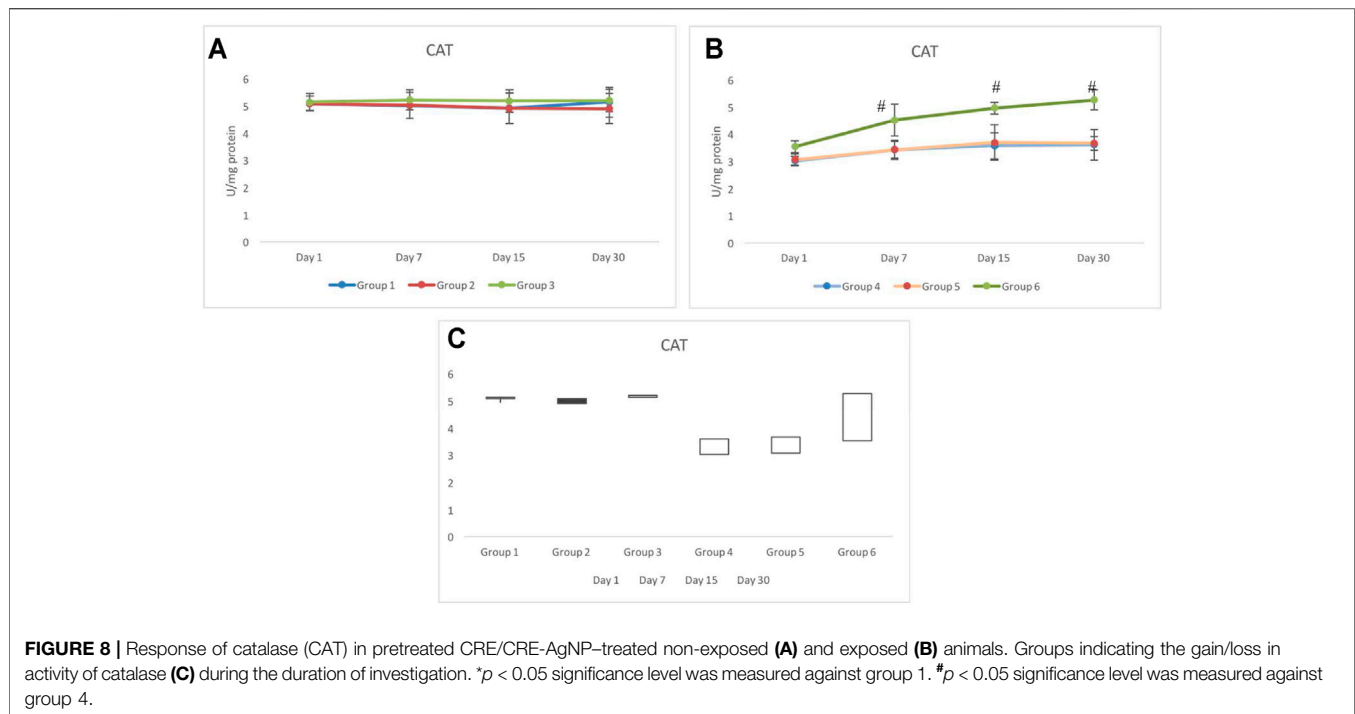 A
CAT
U/mg protein
6
5
4
3
2
1
0
Day 1 Day 7 Day 15 Day 30
Group 1 Group 2 Group 3
B
CAT
U/mg protein
6
5
4
3
2
1
0
# # #
Day 1 Day 7 Day 15 Day 30
Group 4 Group 5 Group 6
C
CAT
6
5
4
3
2
1
0
Group 1 Group 2 Group 3 Group 4 Group 5 Group 6
Day 1 Day 7 Day 15 Day 30
FIGURE 8 | Response of catalase (CAT) in pretreated CRE/CRE-AgNP–treated non-exposed (A) and exposed (B) animals. Groups indicating the gain/loss in
activity of catalase (C) during the duration of investigation. *p < 0.05 significance level was measured against group 1. #p < 0.05 significance level was measured against
group 4.